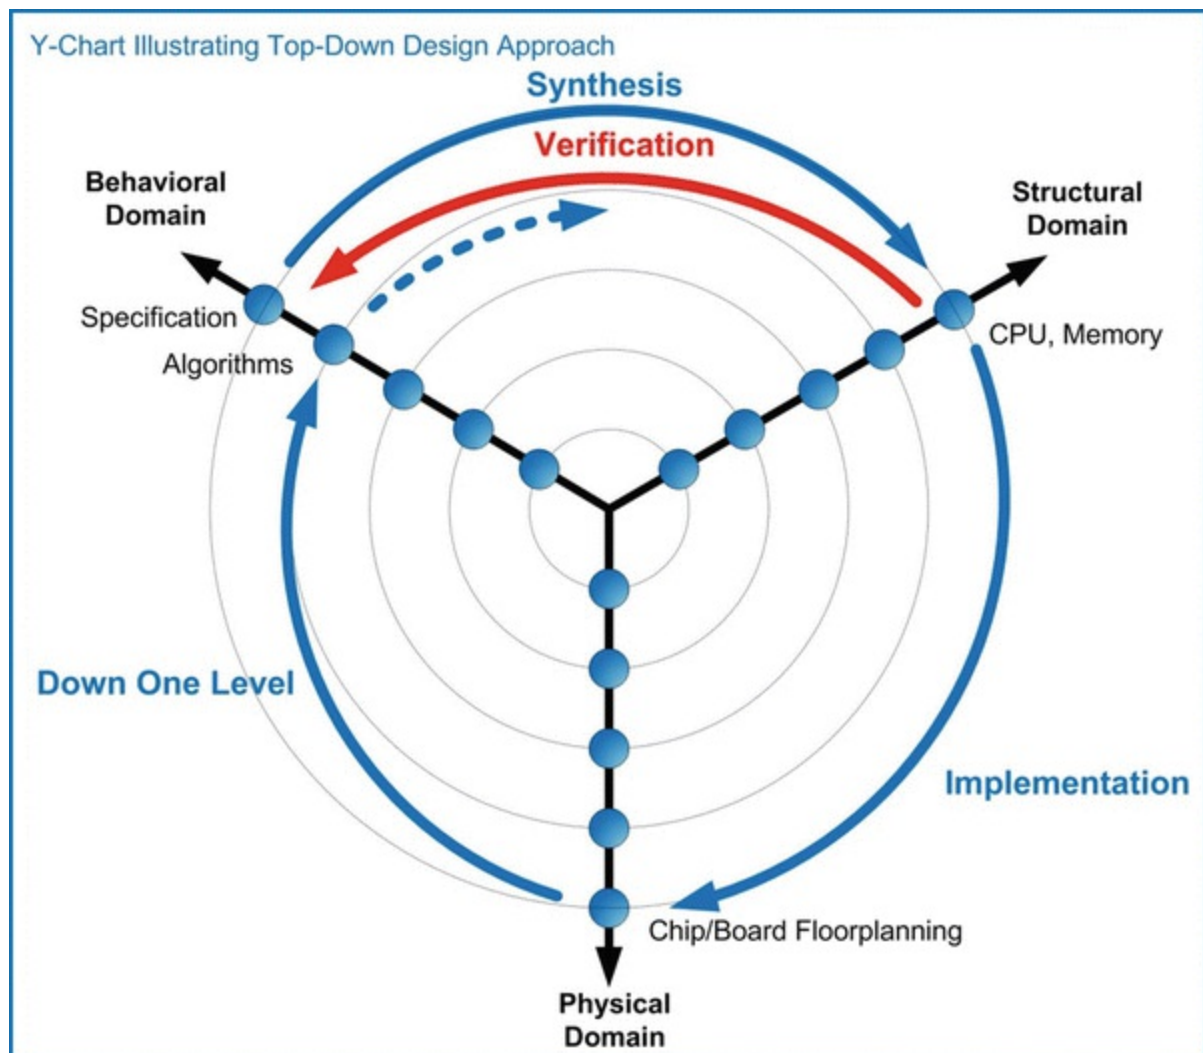 Y-Chart Illustrating Top-Down Design Approach
Synthesis
Verification
Behavioral
Domain
Structural
Domain
Specification
Algorithms
CPU, Memory
Down One Level
Implementation
Chip/Board Floorplanning
Physical
Domain